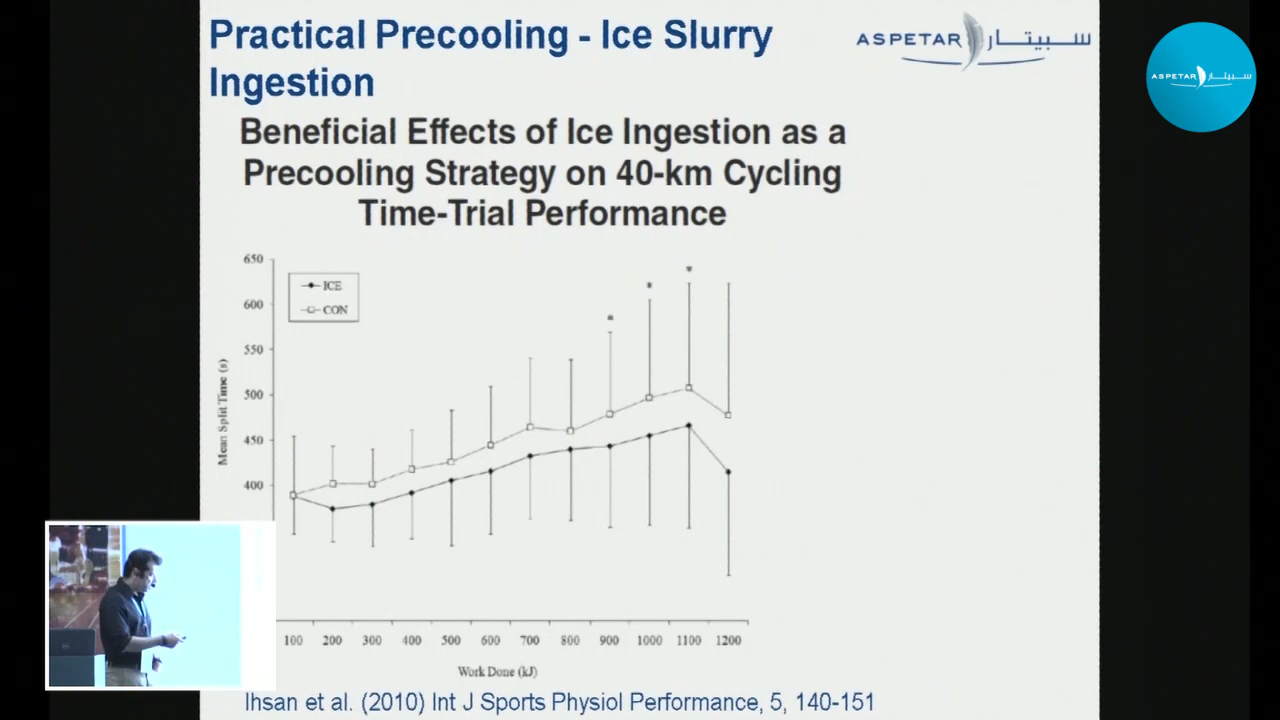 Practical Precooling - Ice Slurry
Ingestion
ASPETAR سبيتار
ASPETAR سبيتار
Beneficial Effects of Ice Ingestion as a
Precooling Strategy on 40-km Cycling
Time-Trial Performance
650
600
550
500
450
400
Mean Split Time (s)
ICE
CON
*
*
*
100 200 300 400 500 600 700 800 900 1000 1100 1200
Work Done (kJ)
Ihsan et al. (2010) Int J Sports Physiol Performance, 5, 140-151